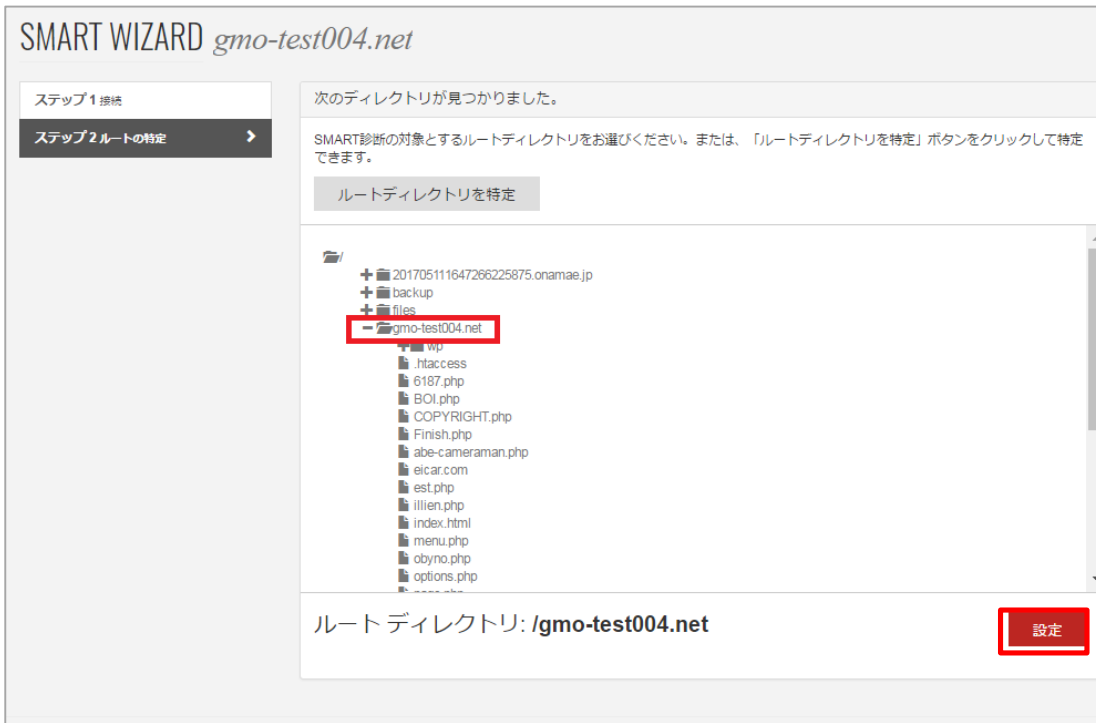 SMART WIZARD gmo-test004.net
ステップ 1 接続
ステップ 2 ルートの特定
次のディレクトリが見つかりました。
SMART診断の対象とするルートディレクトリをお選びください。または、「ルートディレクトリを特定」ボタンをクリックして特定
できます。
ルートディレクトリを特定
/
201705111647266225875.onamae.jp
backup
files
gmo-test004.net
wp
.htaccess
6187.php
BOI.php
COPYRIGHT.php
Finish.php
abe-cameraman.php
eicar.com
est.php
illien.php
index.html
menu.php
obyno.php
options.php
ルート ディレクトリ: /gmo-test004.net
設定